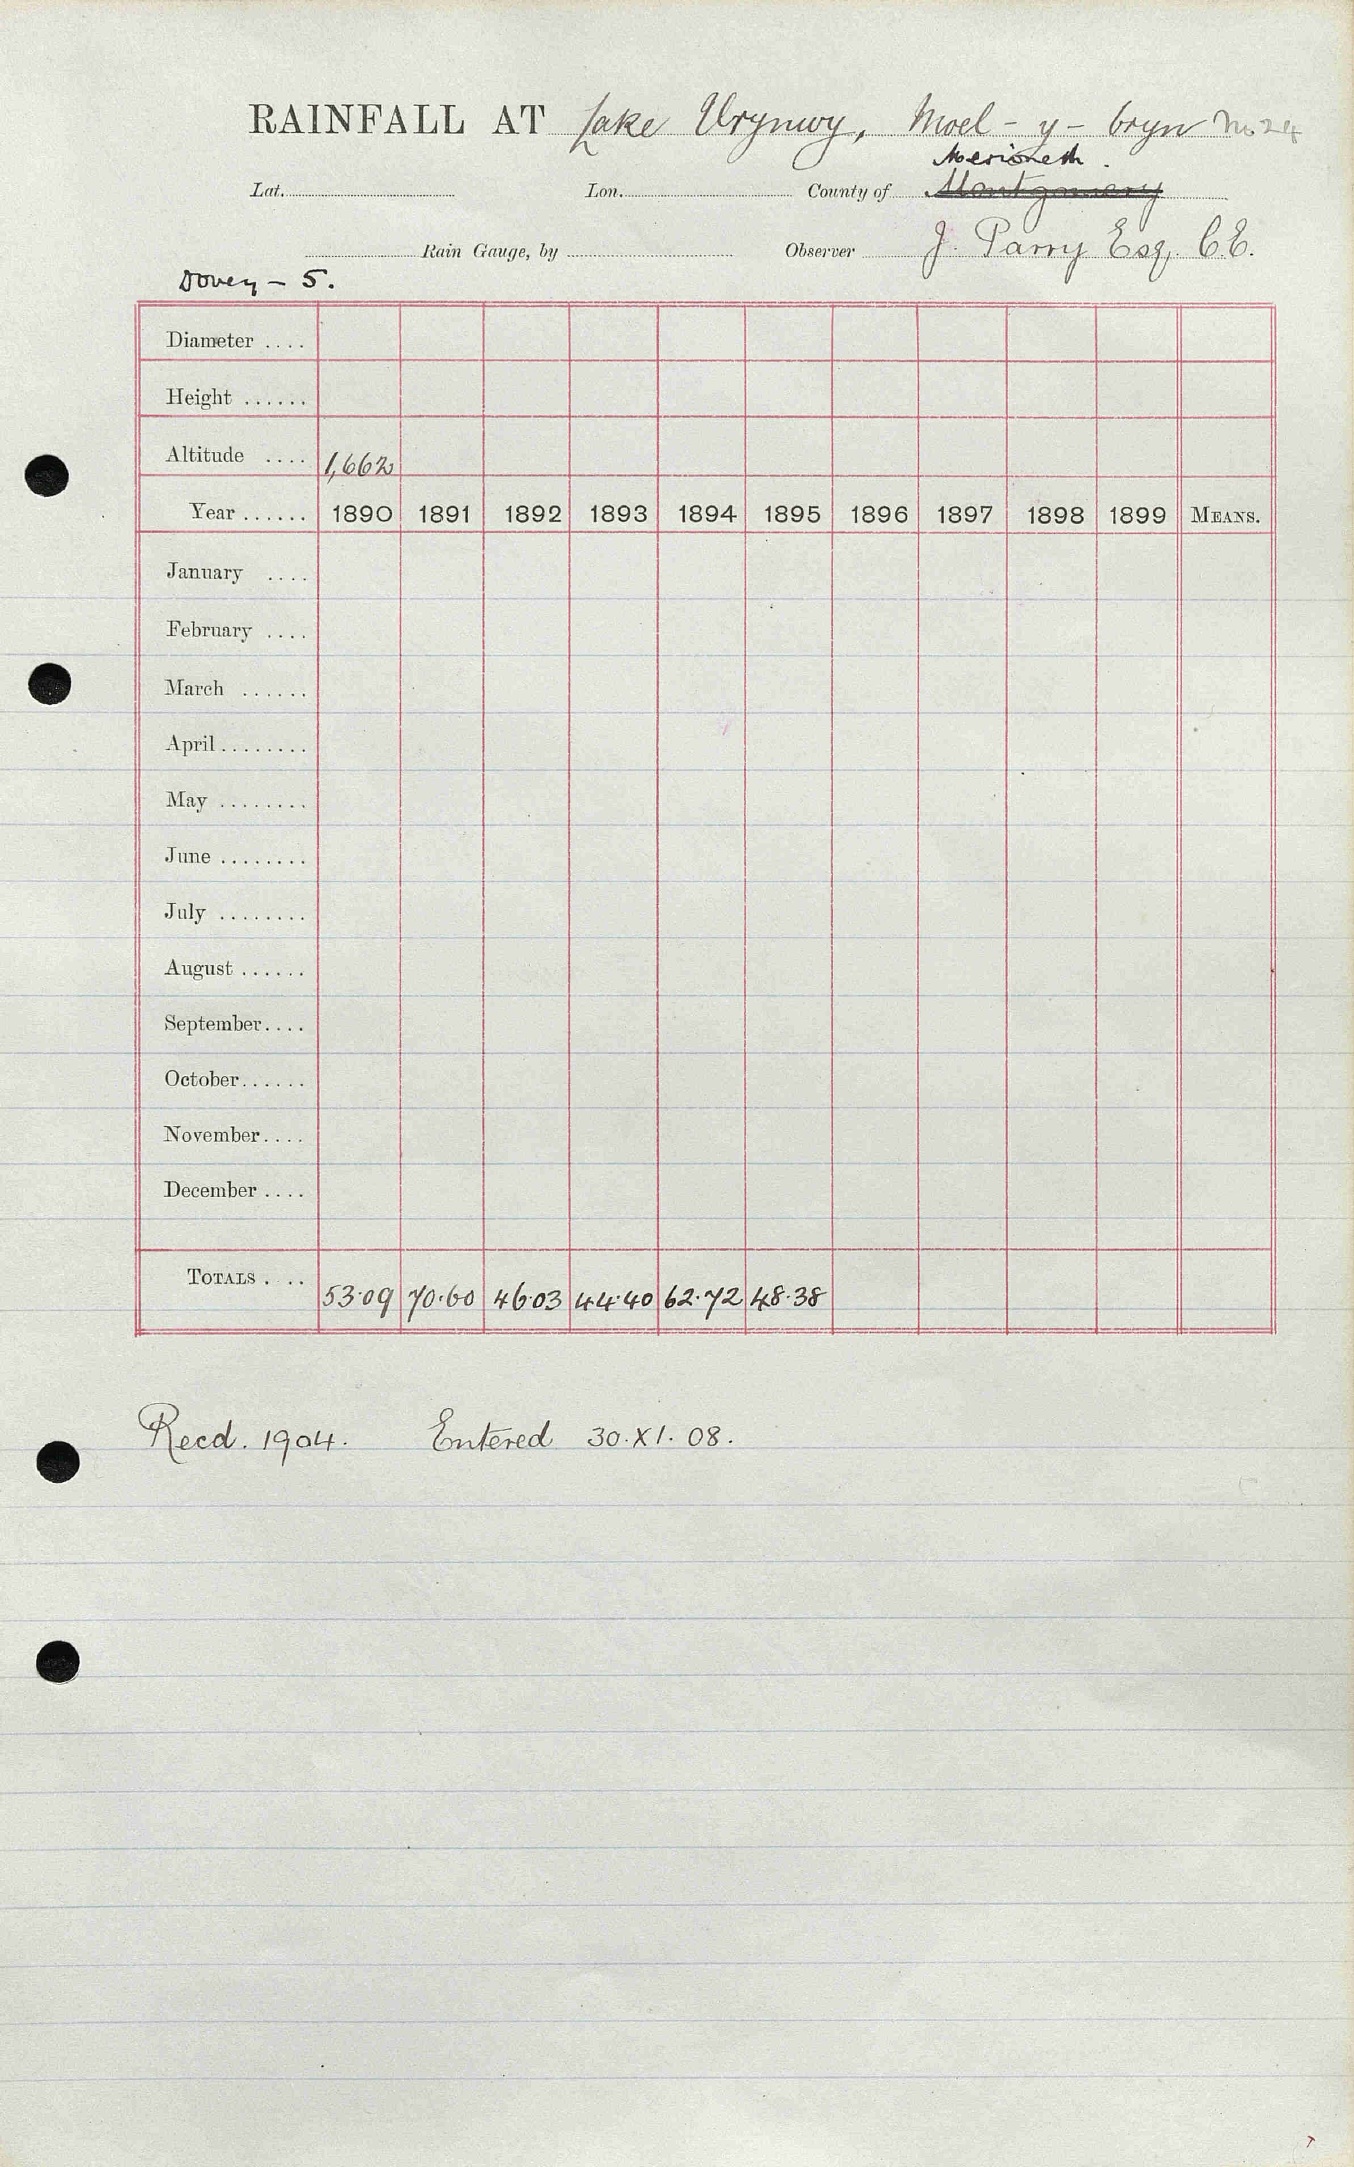 RAINFALL AT Lake Vrynwy, Moel-y-bryn No. 24
Merioneth.
Lat. Lon. County of Montgomery
Rain Gauge, by Observer J. Parry Esq. C.E.
Dovey - 5.
Diameter ....
Height ......
Altitude .... 1,662
Year ...... 1890 1891 1892 1893 1894 1895 1896 1897 1898 1899 MEANS.
January ....
February ....
March ......
April ........
May ........
June ........
July ........
August ......
September ....
October ......
November ....
December ....
TOTALS . .. 53.09 70.60 46.03 44.40 62.72 48.38
Recd. 1904. Entered 30.XI.08.